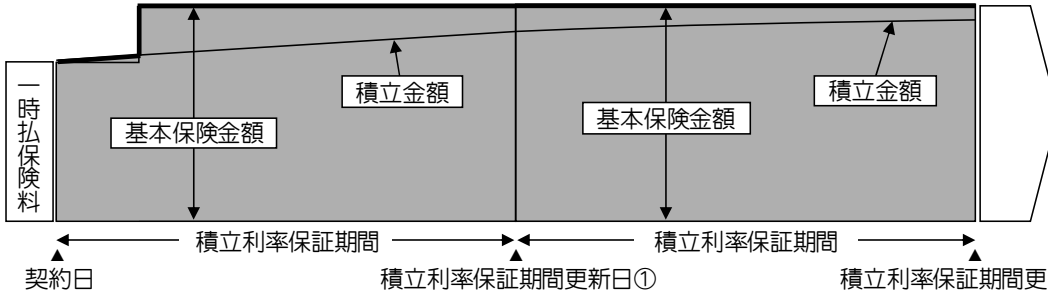 一時払保険料
積立金額
積立金額
基本保険金額
基本保険金額
積立利率保証期間
積立利率保証期間
契約日
積立利率保証期間更新日①
積立利率保証期間更